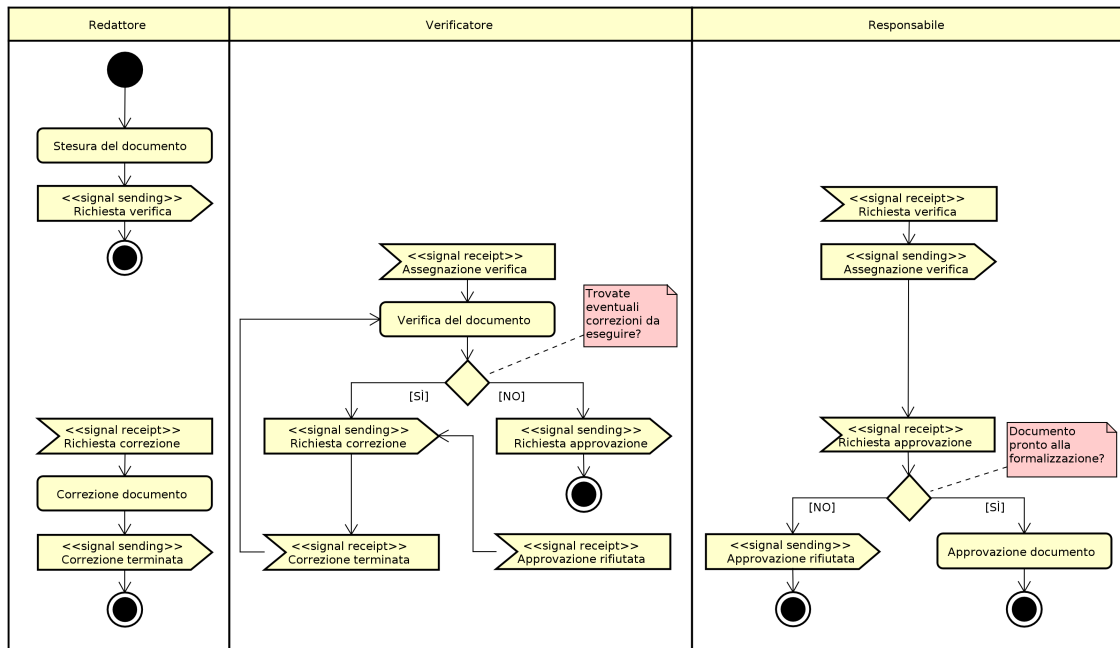 Redattore
Verificatore
Responsabile
Stesura del documento
<<signal sending>>
Richiesta verifica
<<signal receipt>>
Richiesta correzione
Correzione documento
<<signal sending>>
Correzione terminata
<<signal receipt>>
Assegnazione verifica
Verifica del documento
Trovate
eventuali
correzioni da
eseguire?
[SÌ]
[NO]
<<signal sending>>
Richiesta correzione
<<signal sending>>
Richiesta approvazione
<<signal receipt>>
Correzione terminata
<<signal receipt>>
Approvazione rifiutata
<<signal receipt>>
Richiesta verifica
<<signal sending>>
Assegnazione verifica
<<signal receipt>>
Richiesta approvazione
Documento
pronto alla
formalizzazione?
[NO]
[SÌ]
<<signal sending>>
Approvazione rifiutata
Approvazione documento